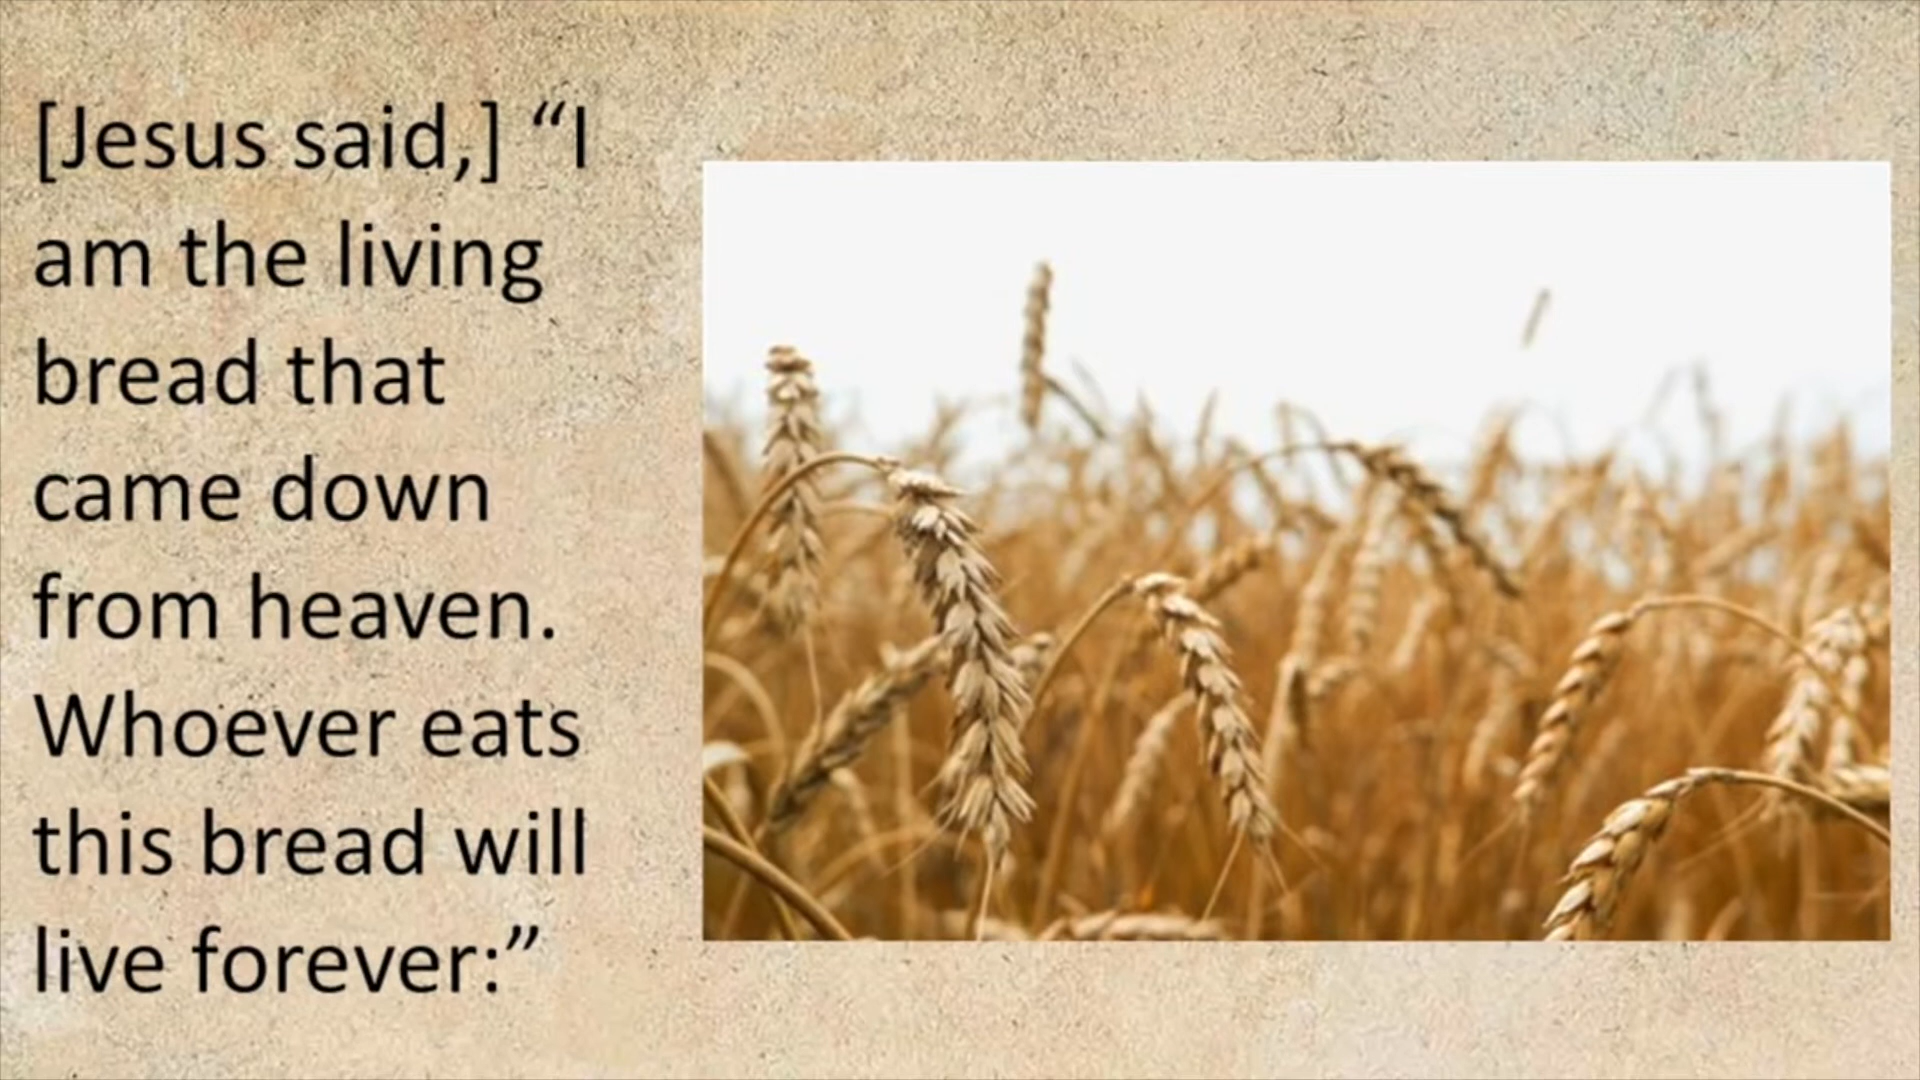 [Jesus said,] “I
am the living
bread that
came down
from heaven.
Whoever eats
this bread will
live forever:”